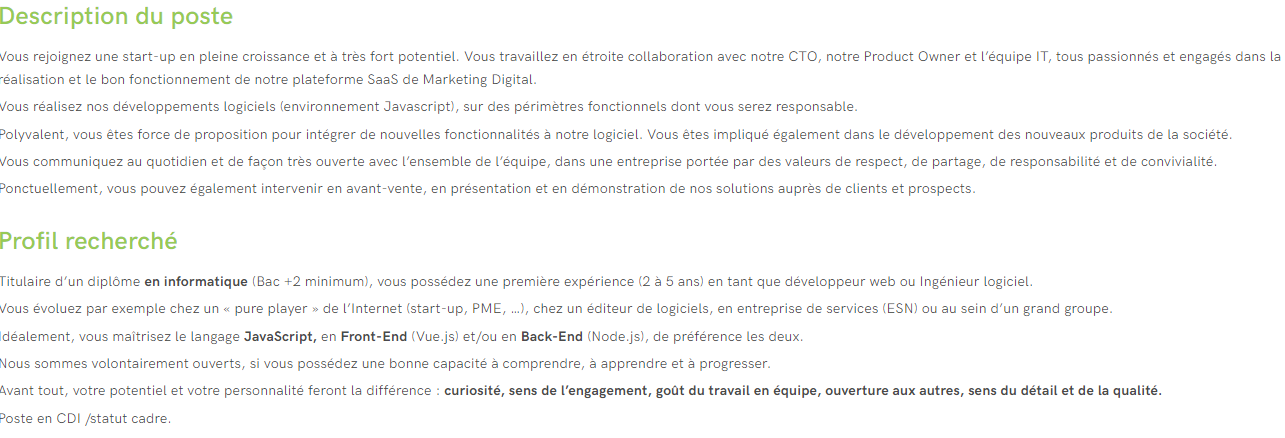 Description du poste
Vous rejoignez une start-up en pleine croissance et à très fort potentiel. Vous travaillez en étroite collaboration avec notre CTO, notre Product Owner et l'équipe IT, tous passionnés et engagés dans la
réalisation et le bon fonctionnement de notre plateforme SaaS de Marketing Digital.
Vous réalisez nos développements logiciels (environnement Javascript), sur des périmètres fonctionnels dont vous serez responsable.
Polyvalent, vous êtes force de proposition pour intégrer de nouvelles fonctionnalités à notre logiciel. Vous êtes impliqué également dans le développement des nouveaux produits de la société.
Vous communiquez au quotidien et de façon très ouverte avec l'ensemble de l'équipe, dans une entreprise portée par des valeurs de respect, de partage, de responsabilité et de convivialité.
Ponctuellement, vous pouvez également intervenir en avant-vente, en présentation et en démonstration de nos solutions auprès de clients et prospects.
Profil recherché
Titulaire d'un diplôme en informatique (Bac +2 minimum), vous possédez une première expérience (2 à 5 ans) en tant que développeur web ou Ingénieur logiciel.
Vous évoluez par exemple chez un « pure player » de l'Internet (start-up, PME, …), chez un éditeur de logiciels, en entreprise de services (ESN) ou au sein d'un grand groupe.
Idéalement, vous maîtrisez le langage JavaScript, en Front-End (Vue.js) et/ou en Back-End (Node.js), de préférence les deux.
Nous sommes volontairement ouverts, si vous possédez une bonne capacité à comprendre, à apprendre et à progresser.
Avant tout, votre potentiel et votre personnalité feront la différence : curiosité, sens de l'engagement, goût du travail en équipe, ouverture aux autres, sens du détail et de la qualité.
Poste en CDI /statut cadre.